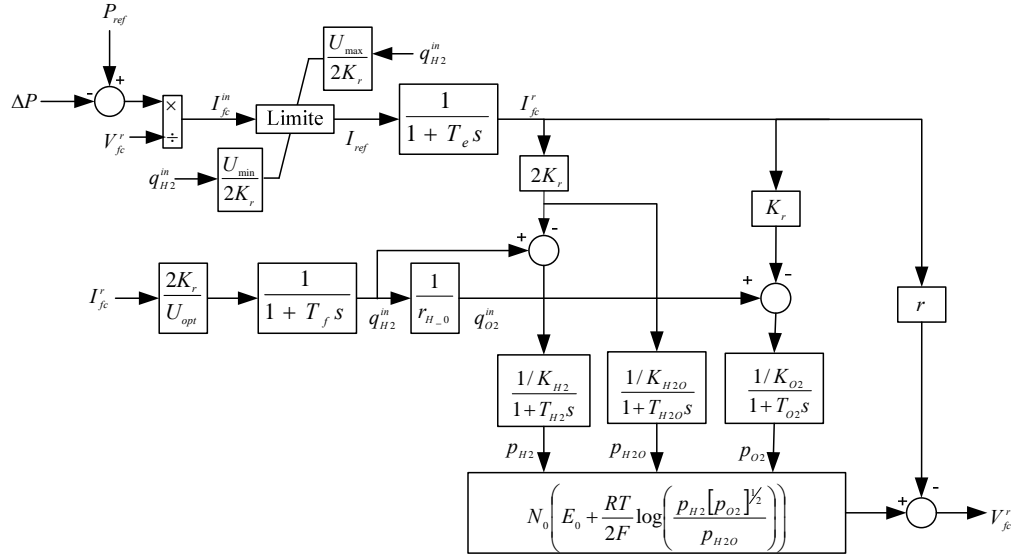 P_ref
U_max / 2K_r
q_H2^in
+
-
ΔP
×
÷
I_fc^in
Limite
I_ref
1 / (1 + T_e s)
I_fc^r
V_fc^r
q_H2^in
U_min / 2K_r
2K_r
K_r
+
-
-
+
I_fc^r
2K_r / U_opt
1 / (1 + T_f s)
q_H2^in
1 / r_H_0
q_O2^in
r
(1/K_H2) / (1+T_H2 s)
(1/K_H2O) / (1+T_H2O s)
(1/K_O2) / (1+T_O2 s)
p_H2
p_H2O
p_O2
-
+
N_0(E_0 + RT/2F log(p_H2[p_O2]^1/2 / p_H2O))
V_fc^r